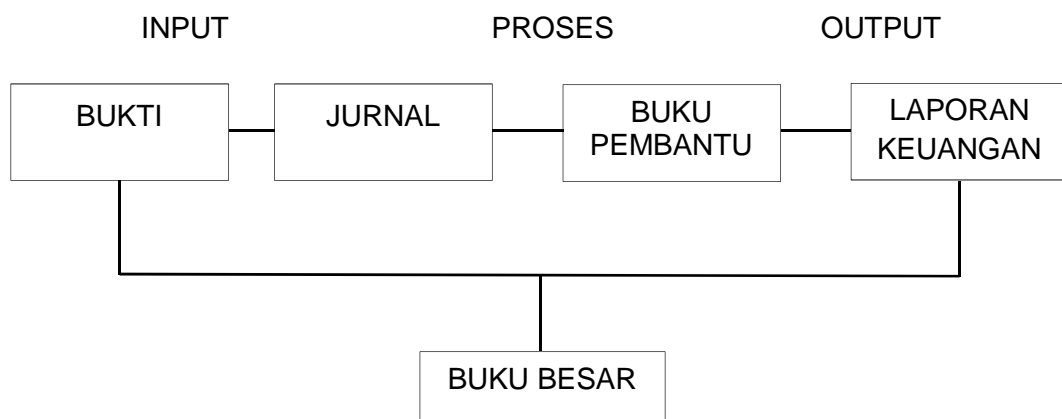 INPUT PROSES OUTPUT
BUKTI
JURNAL
BUKU
PEMBANTU
LAPORAN
KEUANGAN
BUKU BESAR